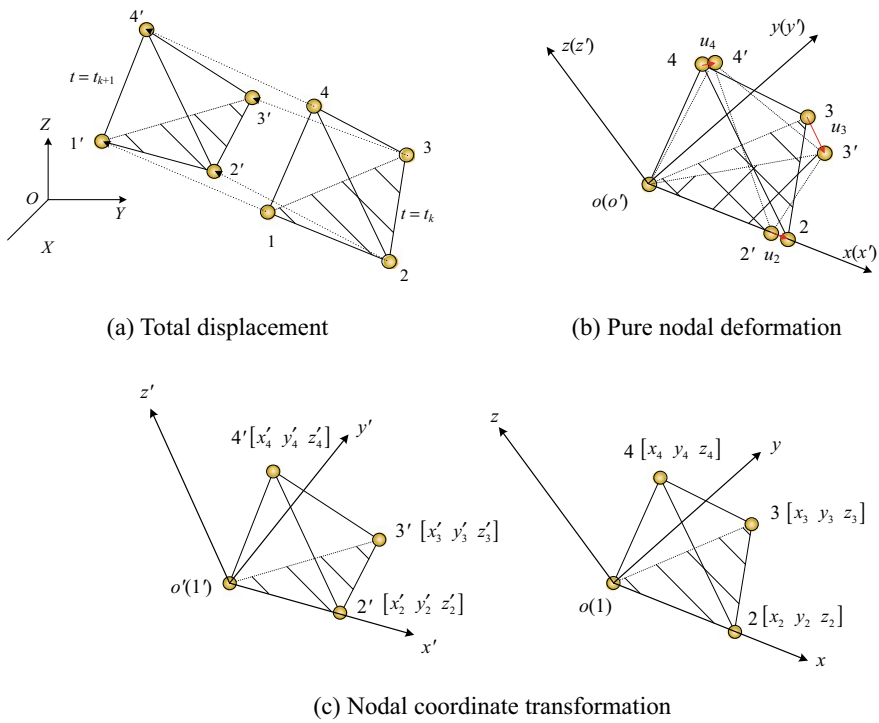 4′
t = t_{k+1}
4
3′
3
1′
2′
Z
O
Y
X
1
t = t_k
2
(a) Total displacement
z(z′)
y(y′)
u_4
4
4′
3
u_3
3′
o(o′)
2
2′
u_2
x(x′)
(b) Pure nodal deformation
z′
y′
4′ [x′_4 y′_4 z′_4]
3′ [x′_3 y′_3 z′_3]
o′(1′)
2′ [x′_2 y′_2 z′_2]
x′
z
y
4 [x_4 y_4 z_4]
3 [x_3 y_3 z_3]
o(1)
2 [x_2 y_2 z_2]
x
(c) Nodal coordinate transformation